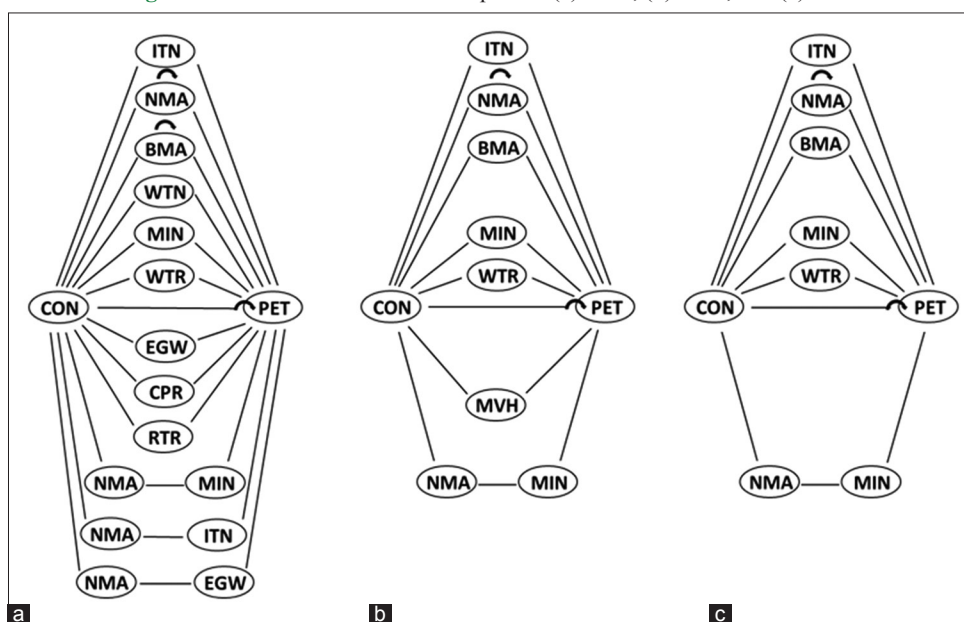 ITN
NMA
BMA
WTN
MIN
WTR
CON
PET
EGW
CPR
RTR
NMA MIN
NMA ITN
NMA EGW
a
ITN
NMA
BMA
MIN
WTR
CON
PET
MVH
NMA MIN
b
ITN
NMA
BMA
MIN
WTR
CON
PET
NMA MIN
c